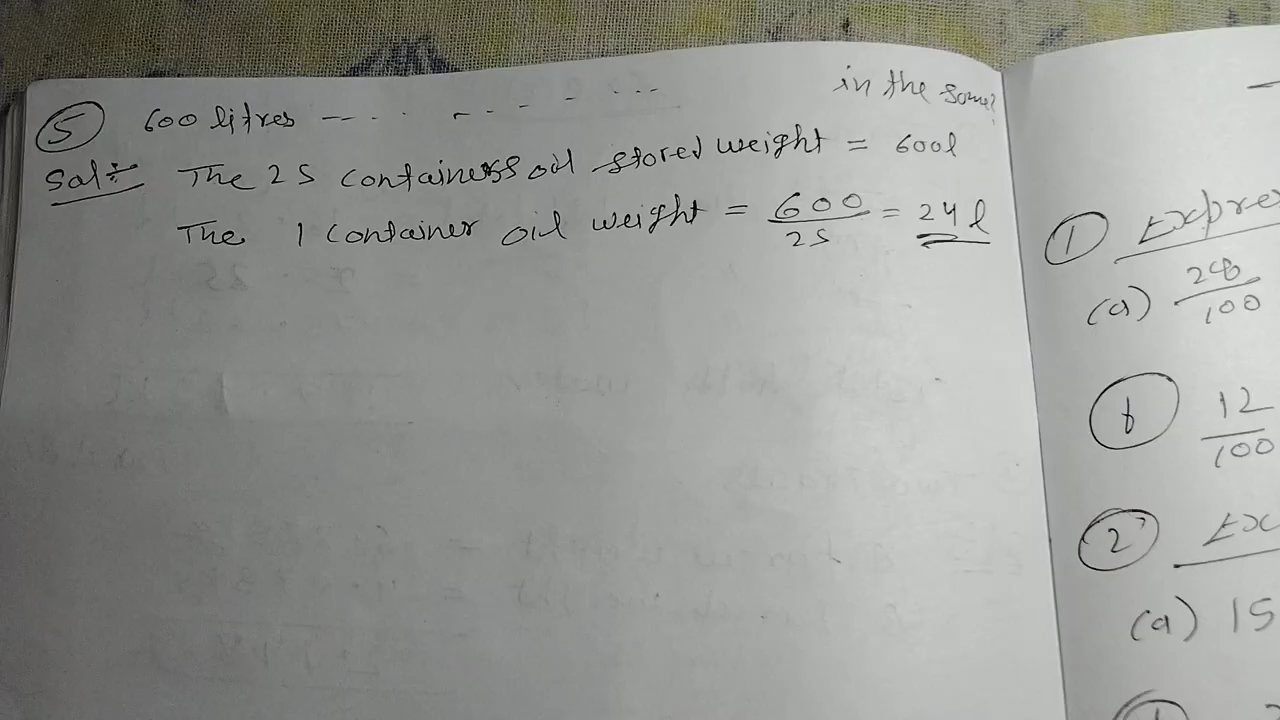 ⑤ 600 litres ---- ------ in the same?
Sol:- The 25 containers oil stored weight = 600l
The 1 container oil weight = 600/25 = 24 l
① Expre
(a) 28/100
b 12/100
② Ex
(a) 15